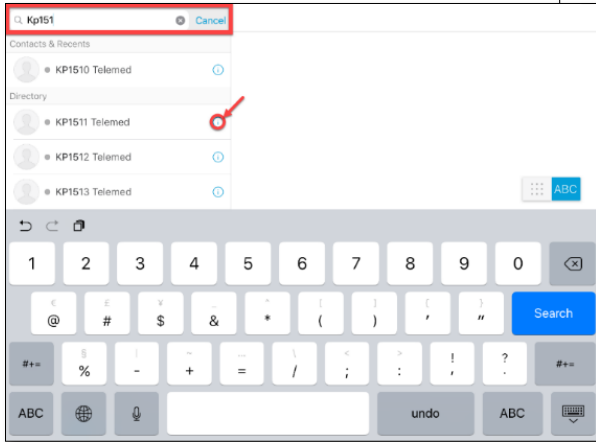 Kp151 Cancel
Contacts & Recents
KP1510 Telemed
Directory
KP1511 Telemed
KP1512 Telemed
KP1513 Telemed
ABC
1 2 3 4 5 6 7 8 9 0
€ £ ¥ _ ^ [ ] { }
@ # $ & * ( ) ' " Search
§ | ~ … \ < > ! ?
#+= % - + = / ; : , . #+=
ABC undo ABC